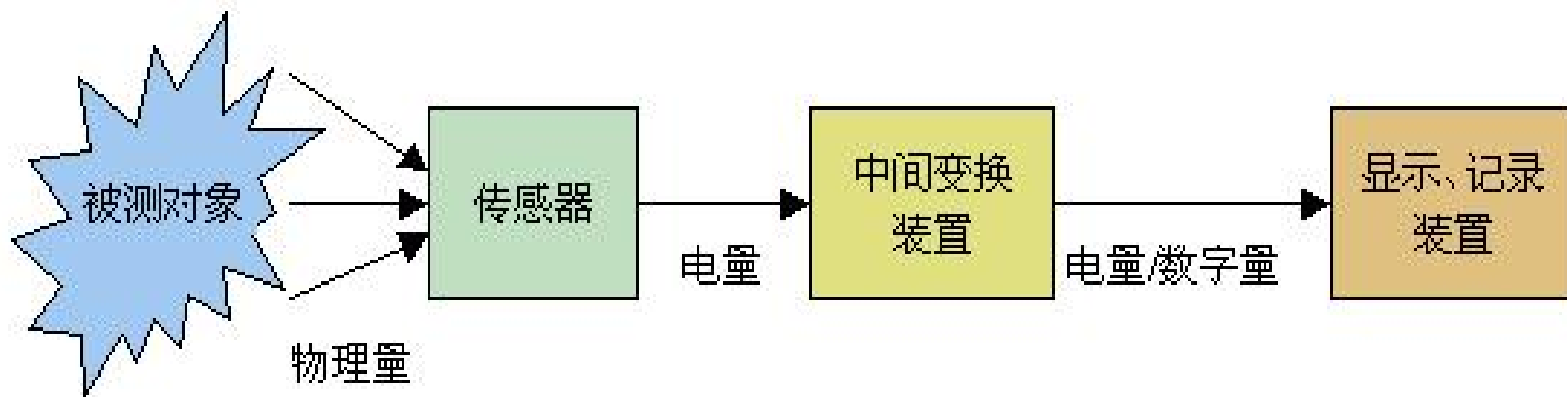 被测对象
物理量
传感器
电量
中间变换
装置
电量/数字量
显示、记录
装置